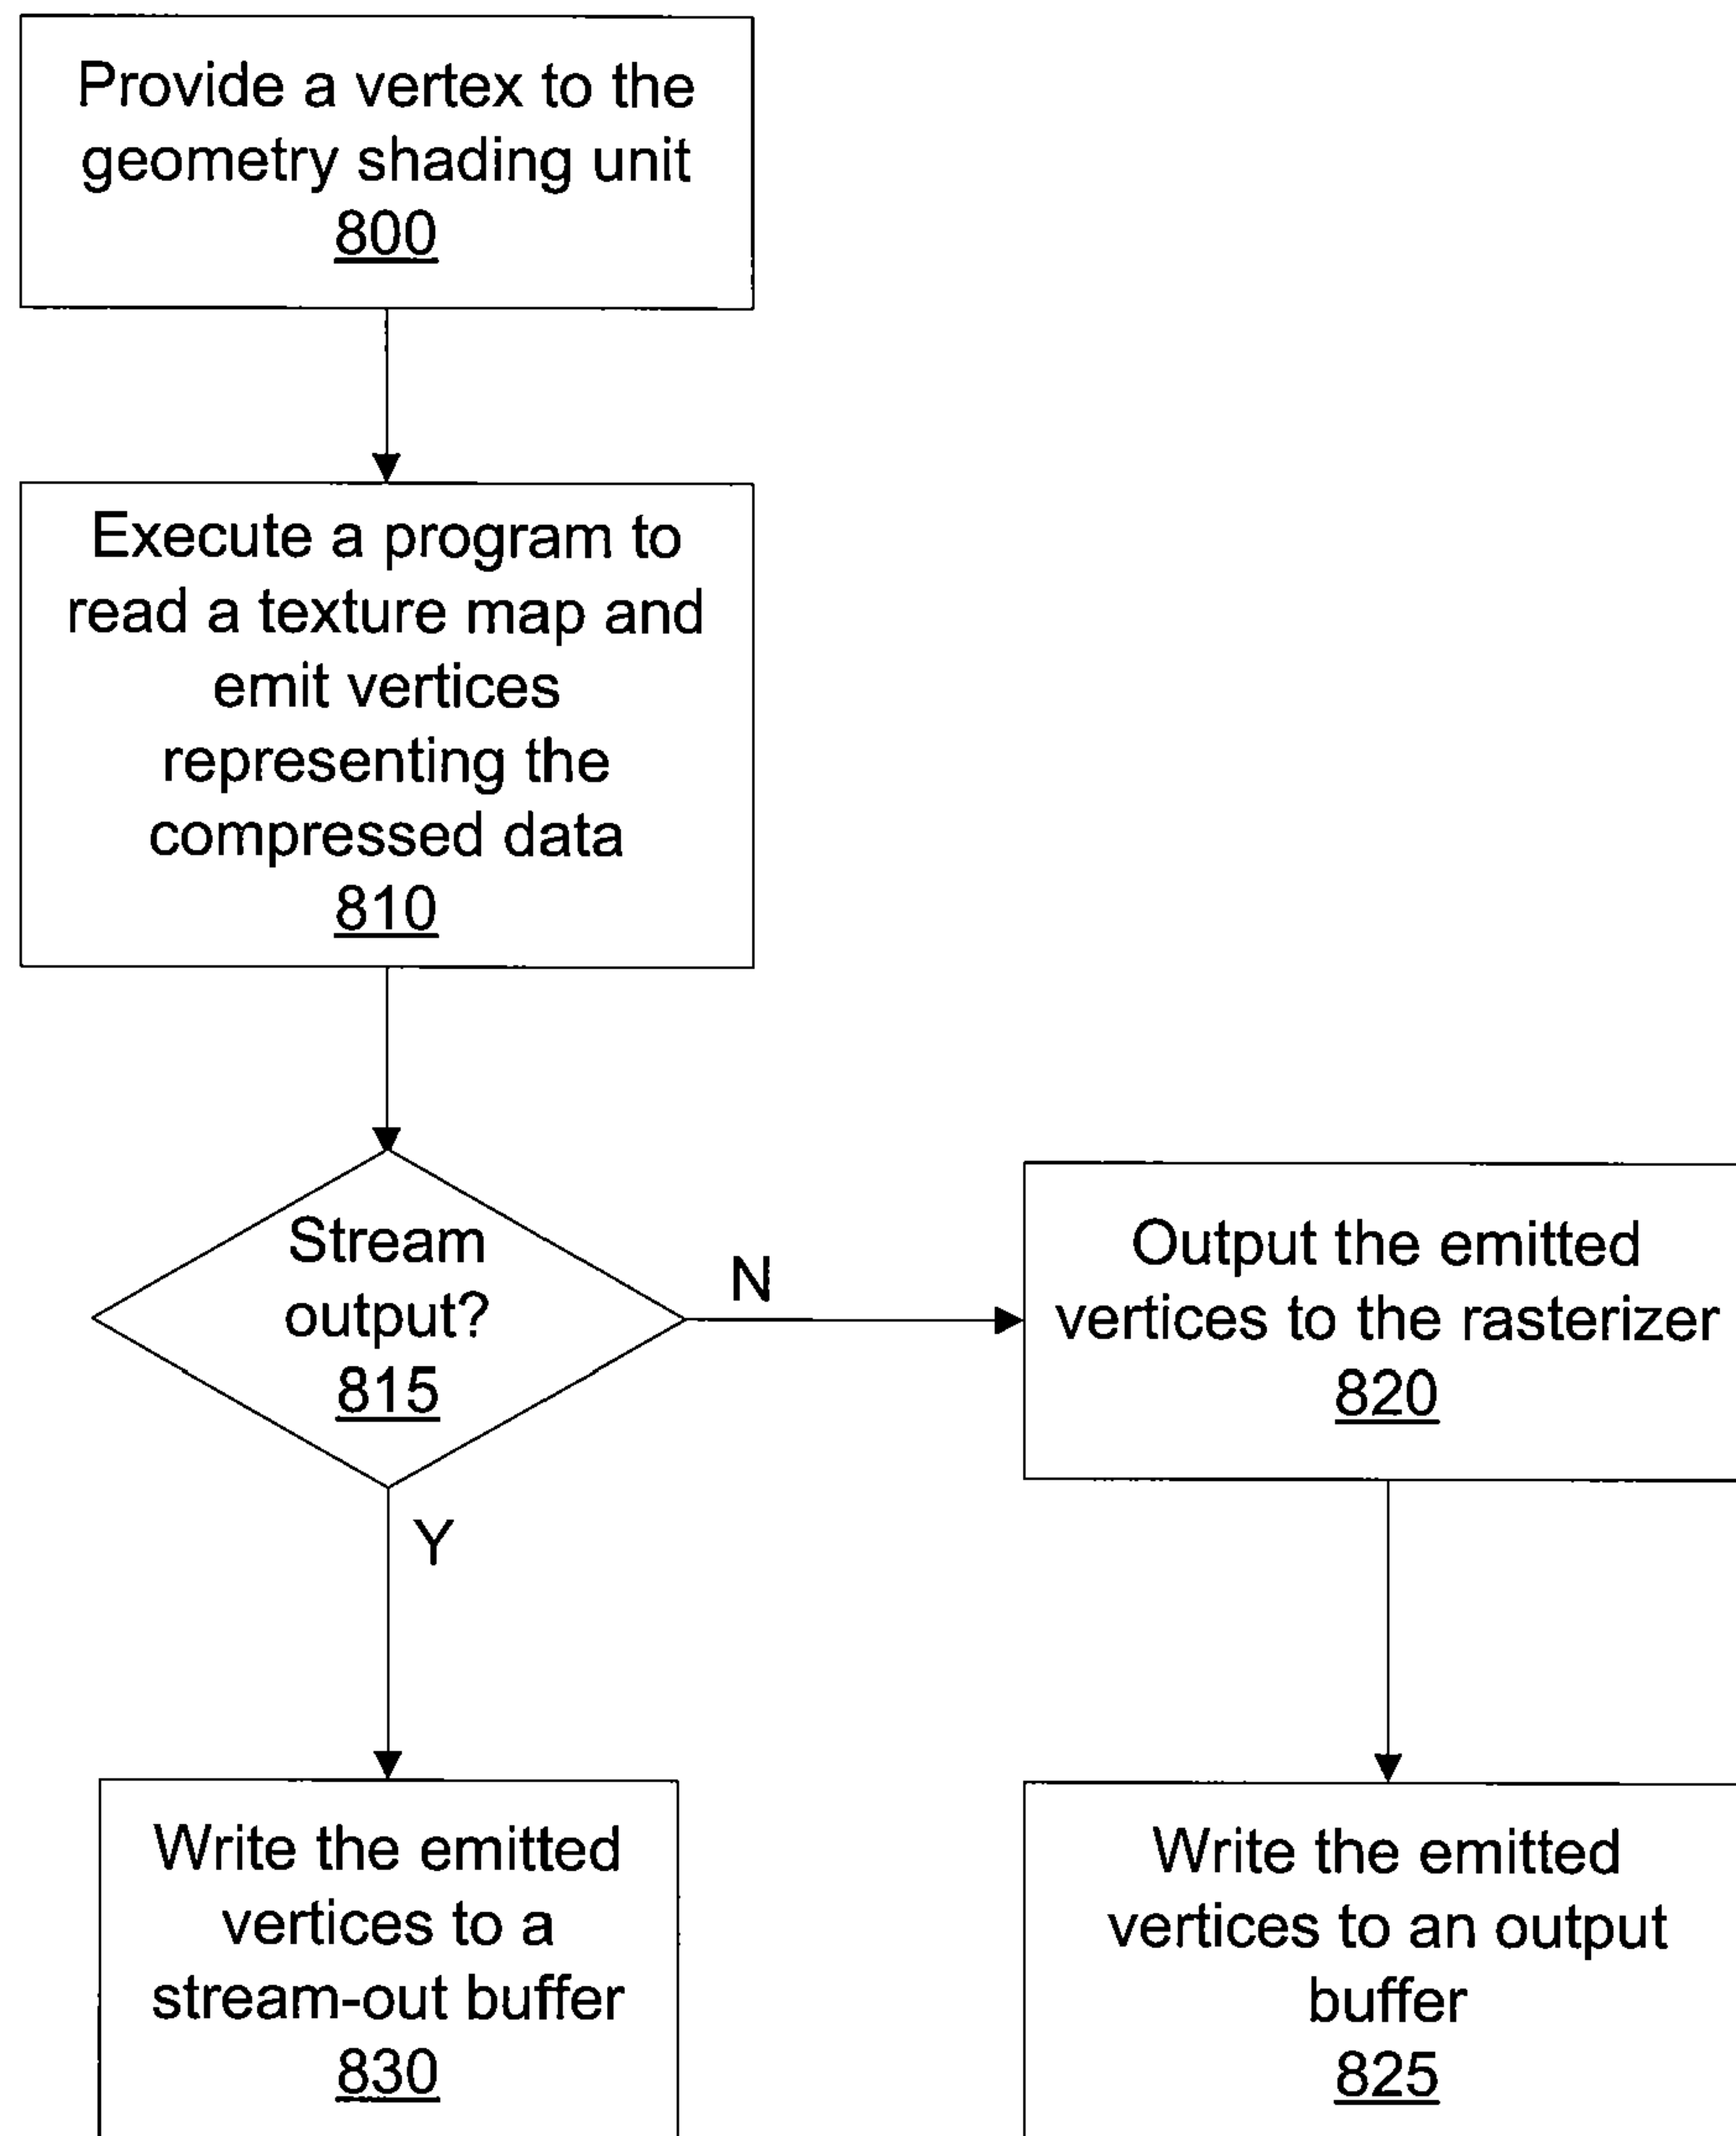 Provide a vertex to the
geometry shading unit
800
Execute a program to
read a texture map and
emit vertices
representing the
compressed data
810
Stream
output?
815
N
Output the emitted
vertices to the rasterizer
820
Y
Write the emitted
vertices to a
stream-out buffer
830
Write the emitted
vertices to an output
buffer
825